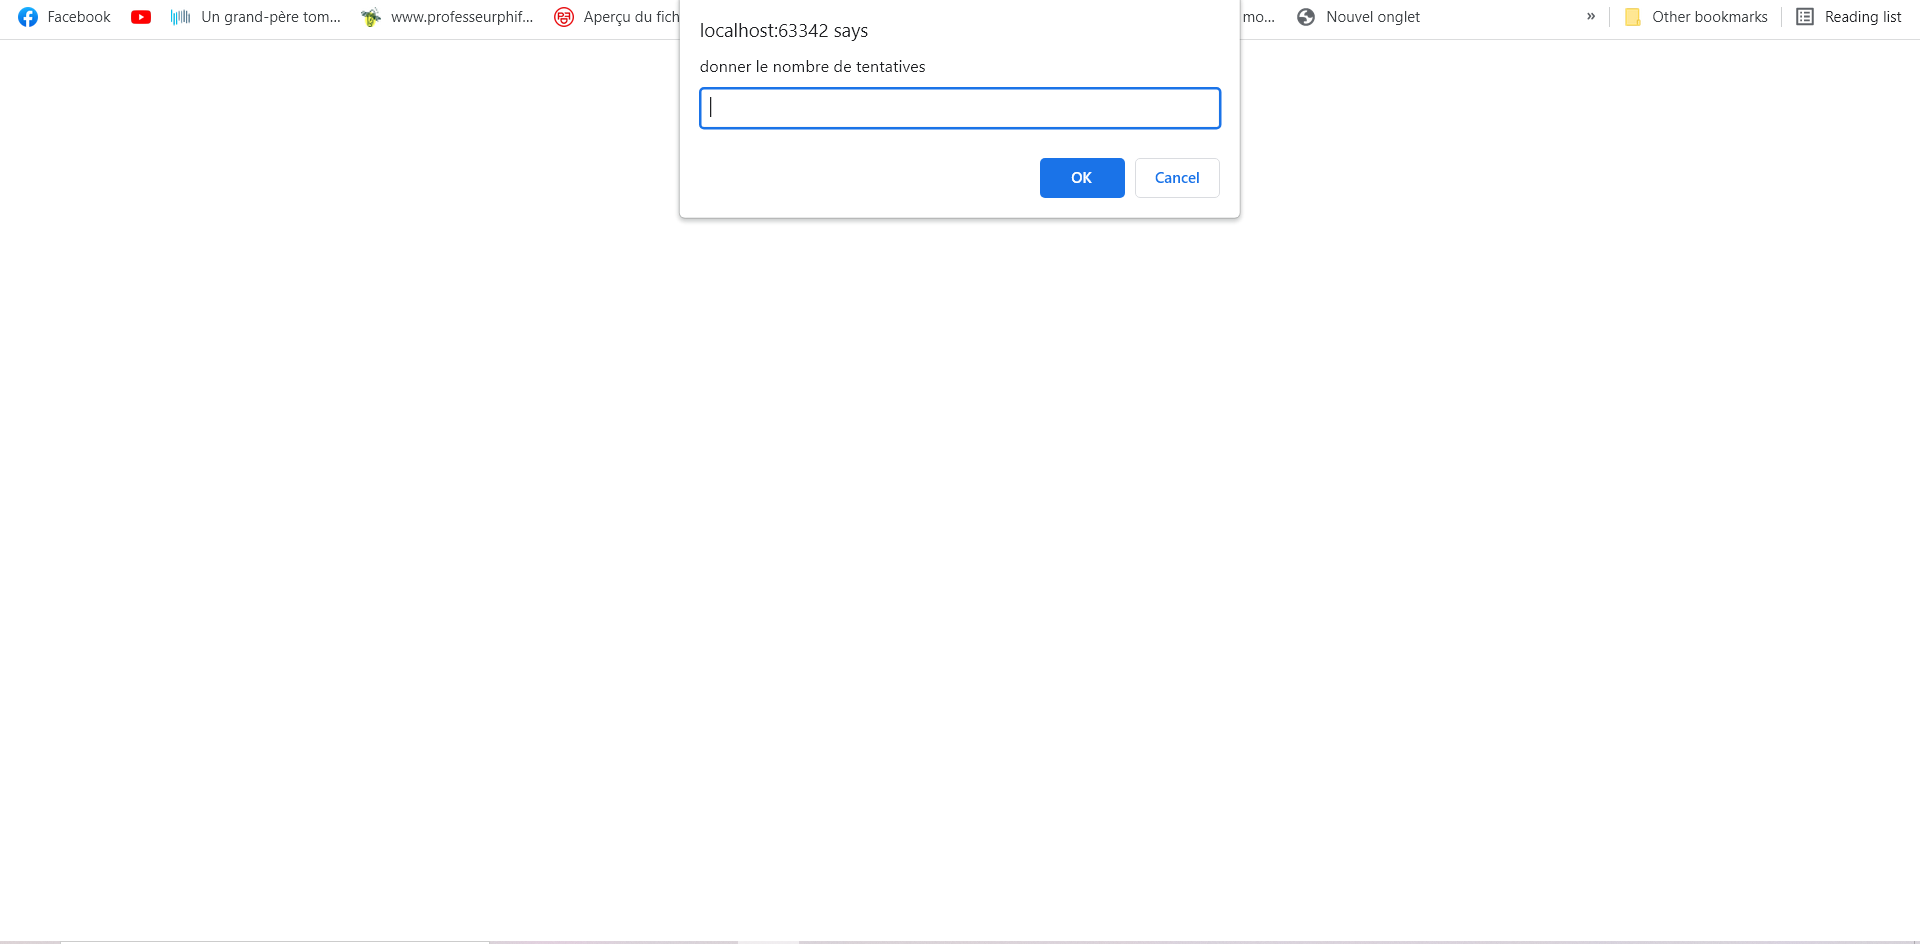 Facebook Un grand-père tom... www.professeurphif... Aperçu du fich mo... Nouvel onglet » Other bookmarks Reading list
localhost:63342 says
donner le nombre de tentatives
OK Cancel